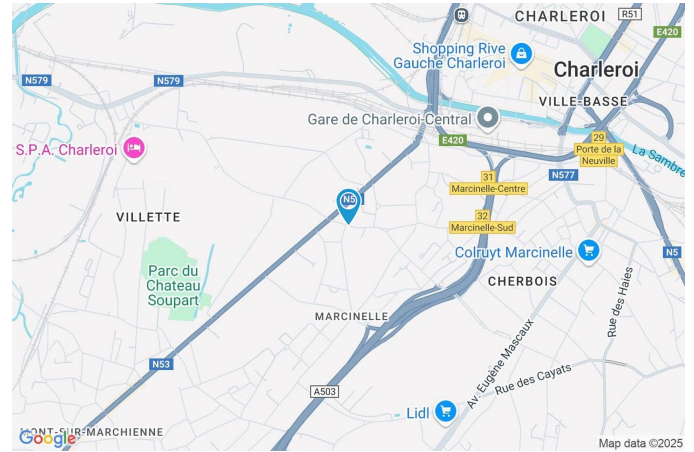 CHARLEROI
R51
E420
Shopping Rive
Gauche Charleroi
Charleroi
N579
N579
VILLE-BASSE
Gare de Charleroi-Central
29
Porte de la
Neuville
E420
La Sambre
S.P.A. Charleroi
31
Marcinelle-Centre
N577
N5
32
Marcinelle-Sud
VILLETTE
Colruyt Marcinelle
N5
Parc du
Chateau
Soupart
CHERBOIS
Rue des Haies
MARCINELLE
Av. Eugène Mascaux
N53
Rue des Cayats
A503
Lidl
MONT-SUR-MARCHIENNE
Google
Map data ©2025